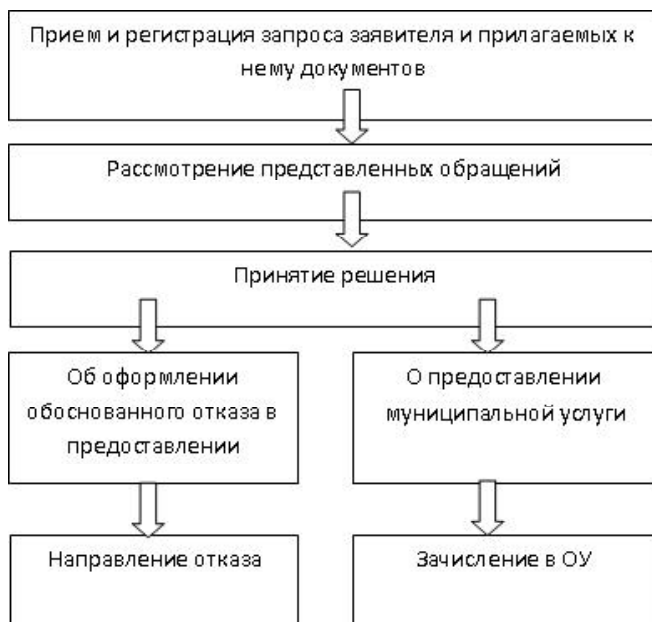 Прием и регистрация запроса заявителя и прилагаемых к
нему документов
Рассмотрение представленных обращений
Принятие решения
Об оформлении
обоснованного отказа в
предоставлении
О предоставлении
муниципальной услуги
Направление отказа
Зачисление в ОУ